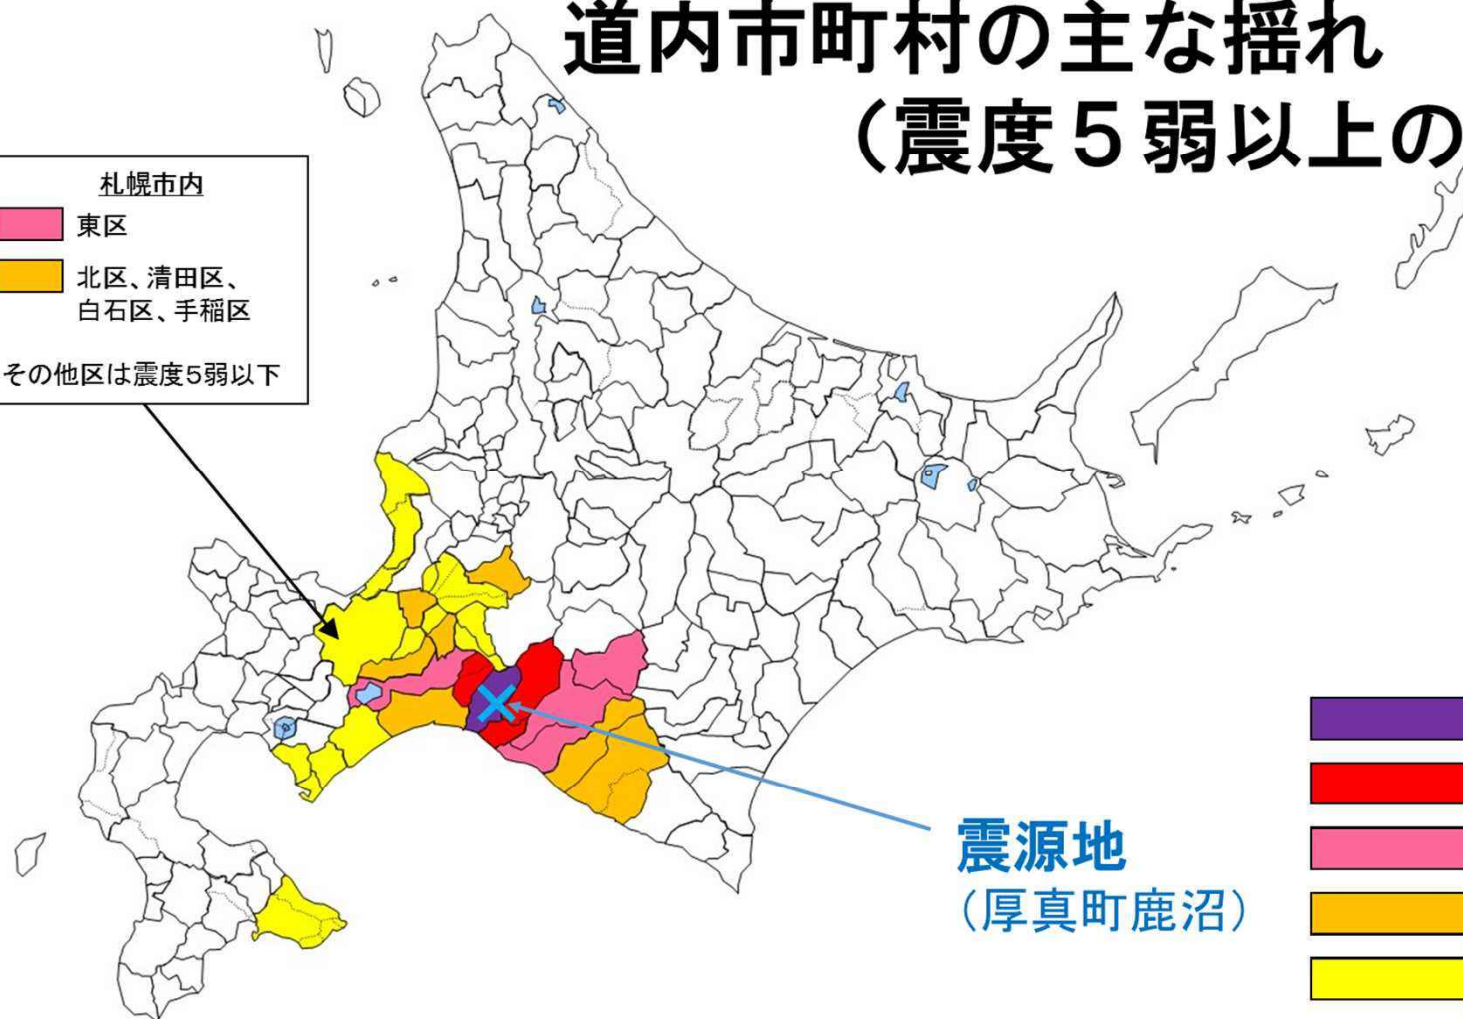 道内市町村の主な揺れ
（震度５弱以上の
札幌市内
東区
北区、清田区、
白石区、手稲区
その他区は震度5弱以下
震源地
（厚真町鹿沼）